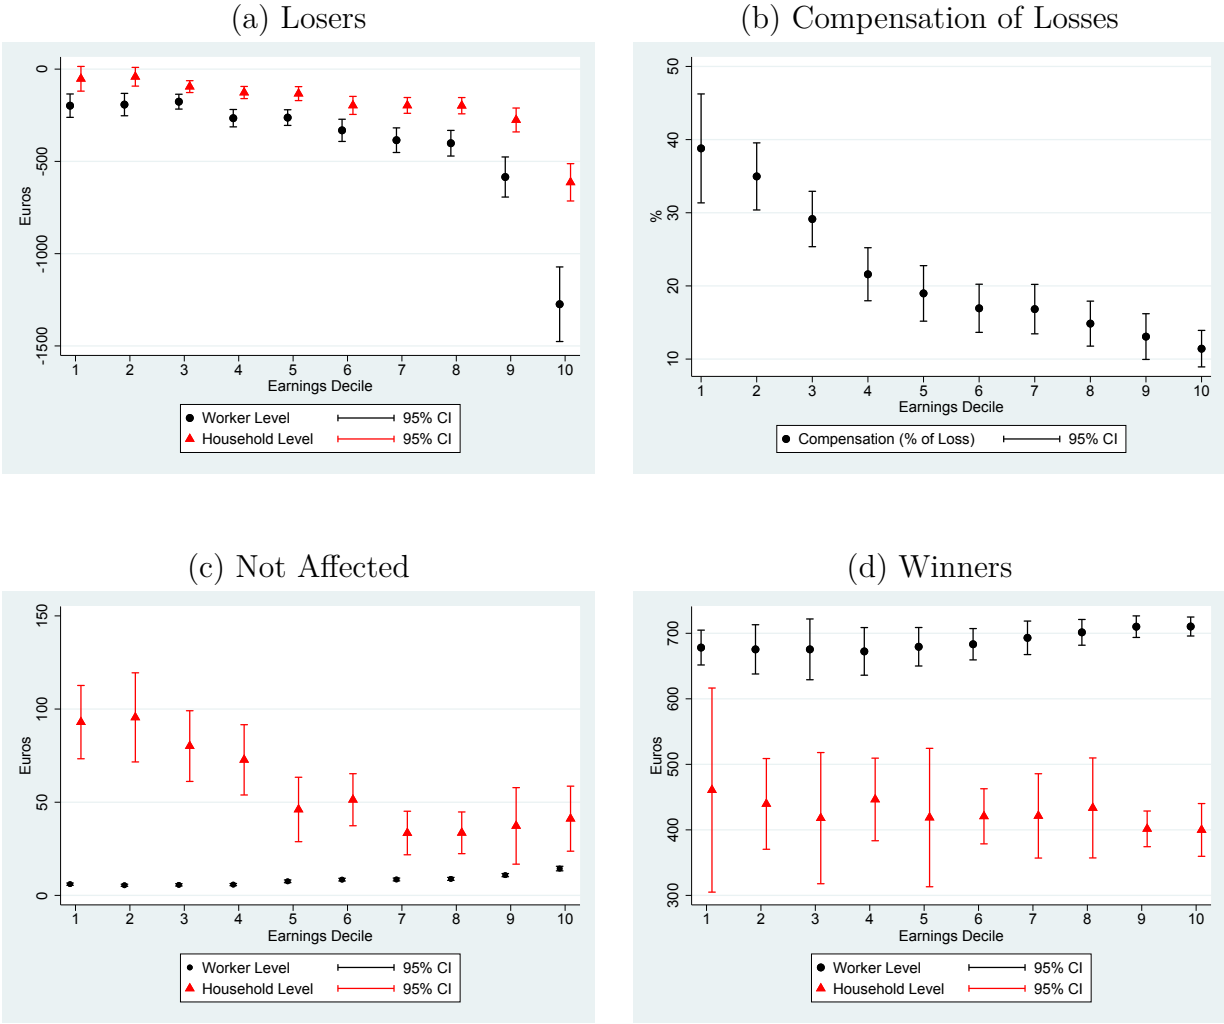 (a) Losers
0
-500
-1000
-1500
Euros
1 2 3 4 5 6 7 8 9 10
Earnings Decile
Worker Level 95% CI
Household Level 95% CI
(b) Compensation of Losses
50
40
30
20
10
%
1 2 3 4 5 6 7 8 9 10
Earnings Decile
Compensation (% of Loss) 95% CI
(c) Not Affected
150
100
50
0
Euros
1 2 3 4 5 6 7 8 9 10
Earnings Decile
Worker Level 95% CI
Household Level 95% CI
(d) Winners
700
600
500
400
300
Euros
1 2 3 4 5 6 7 8 9 10
Earnings Decile
Worker Level 95% CI
Household Level 95% CI